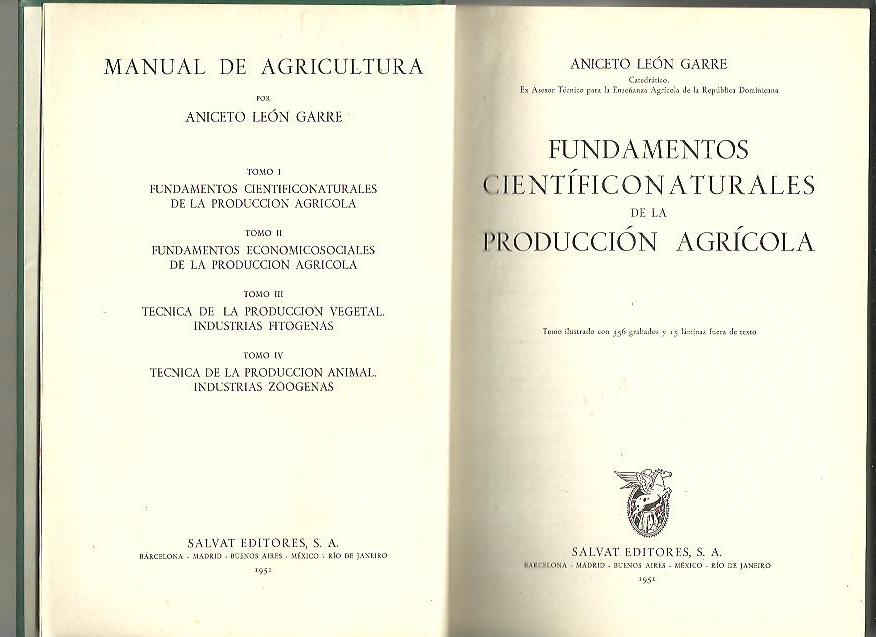 MANUAL DE AGRICULTURA
POR
ANICETO LEÓN GARRE
TOMO I
FUNDAMENTOS CIENTIFICONATURALES
DE LA PRODUCCION AGRICOLA
TOMO II
FUNDAMENTOS ECONOMICOSOCIALES
DE LA PRODUCCION AGRICOLA
TOMO III
TECNICA DE LA PRODUCCION VEGETAL.
INDUSTRIAS FITOGENAS
TOMO IV
TECNICA DE LA PRODUCCION ANIMAL.
INDUSTRIAS ZOOGENAS
SALVAT EDITORES, S. A.
BARCELONA - MADRID - BUENOS AIRES - MÉXICO - RÍO DE JANEIRO
1951
ANICETO LEÓN GARRE
Catedrático.
Ex Asesor Técnico para la Enseñanza Agrícola de la República Dominicana
FUNDAMENTOS
CIENTÍFICONATURALES
DE LA
PRODUCCIÓN AGRÍCOLA
Tomo ilustrado con 356 grabados y 15 láminas fuera de texto
SALVAT EDITORES, S. A.
BARCELONA - MADRID - BUENOS AIRES - MÉXICO - RÍO DE JANEIRO
1951